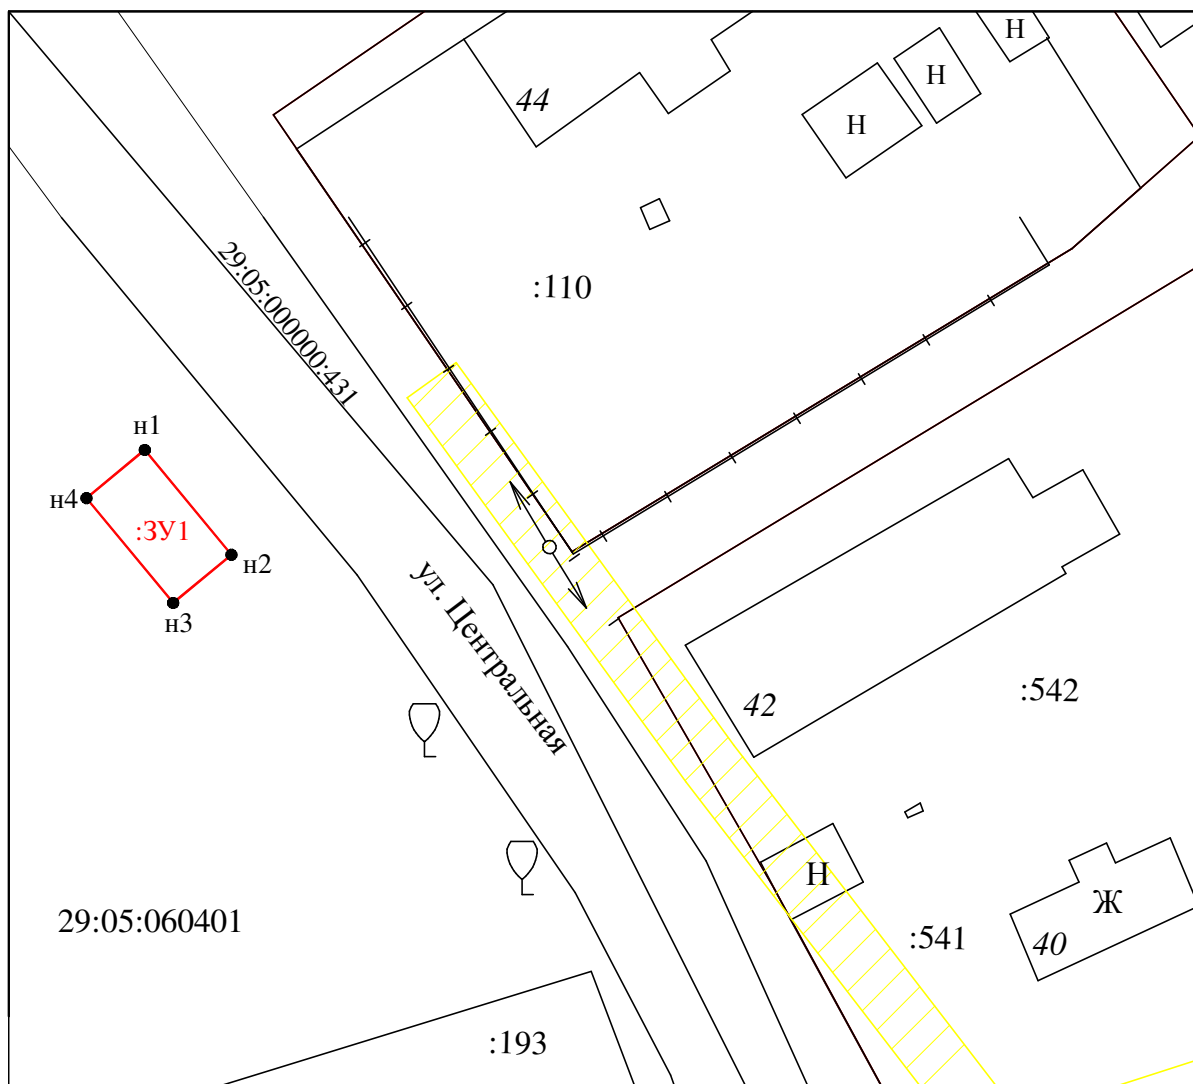 Н
44
Н
Н
29:05:000000:431
:110
н1
н4
:ЗУ1
н2
н3
ул. Центральная
42
:542
Н
Ж
29:05:060401
:541
40
:193